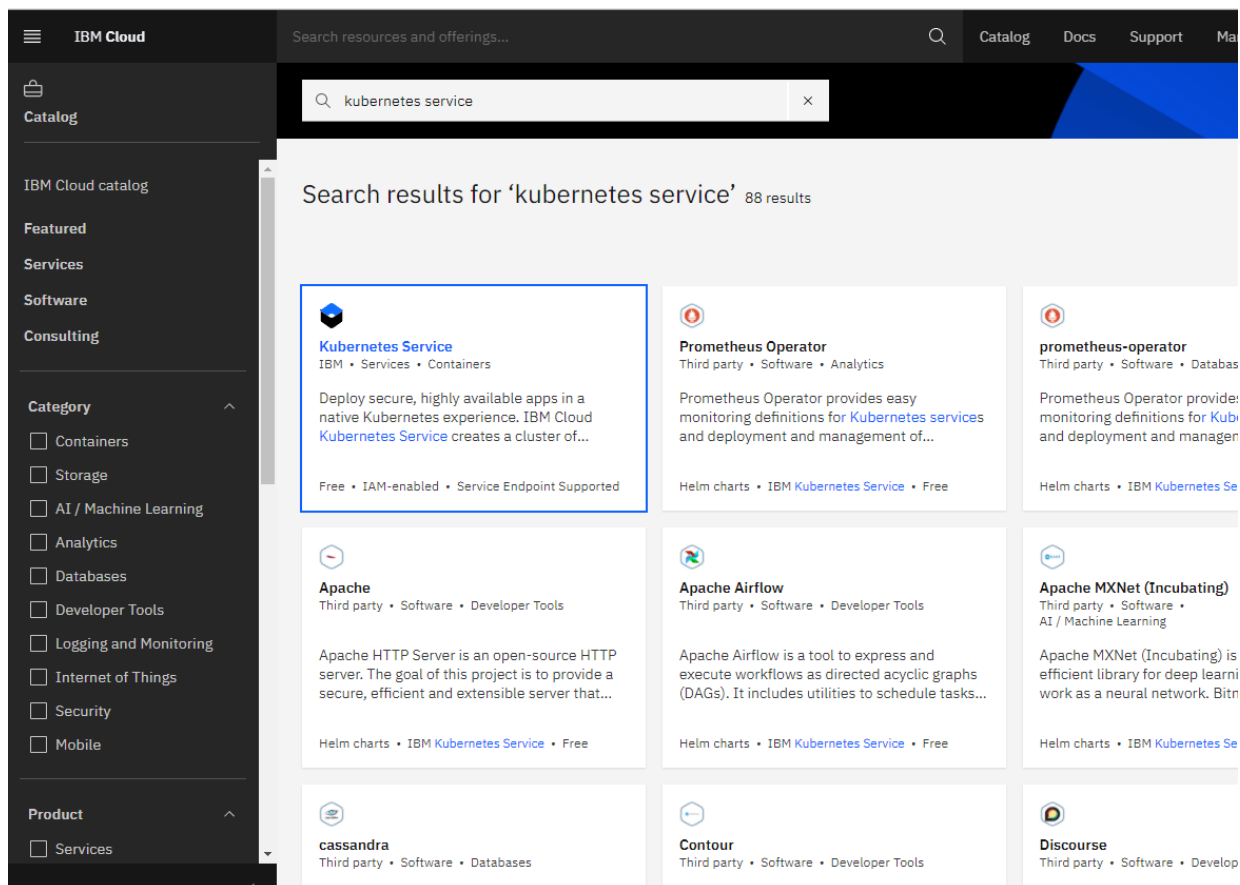 IBM Cloud
Search resources and offerings...
Catalog
Docs
Support
Catalog
kubernetes service
IBM Cloud catalog
Featured
Services
Software
Consulting
Category
Containers
Storage
AI / Machine Learning
Analytics
Databases
Developer Tools
Logging and Monitoring
Internet of Things
Security
Mobile
Product
Services
Search results for ‘kubernetes service’ 88 results
Kubernetes Service
IBM • Services • Containers
Deploy secure, highly available apps in a
native Kubernetes experience. IBM Cloud
Kubernetes Service creates a cluster of...
Free • IAM-enabled • Service Endpoint Supported
Prometheus Operator
Third party • Software • Analytics
Prometheus Operator provides easy
monitoring definitions for Kubernetes services
and deployment and management of...
Helm charts • IBM Kubernetes Service • Free
prometheus-operator
Third party • Software •
Prometheus Operator
monitoring definitions for
and deployment and
Helm charts • IBM Kubernetes
Apache
Third party • Software • Developer Tools
Apache HTTP Server is an open-source HTTP
server. The goal of this project is to provide a
secure, efficient and extensible server that...
Helm charts • IBM Kubernetes Service • Free
Apache Airflow
Third party • Software • Developer Tools
Apache Airflow is a tool to express and
execute workflows as directed acyclic graphs
(DAGs). It includes utilities to schedule tasks...
Helm charts • IBM Kubernetes Service • Free
Apache MXNet (Incubating)
Third party • Software •
AI / Machine Learning
Apache MXNet (Incubating) is
efficient library for deep
work as a neural network.
Helm charts • IBM Kubernetes
cassandra
Third party • Software • Databases
Contour
Third party • Software • Developer Tools
Discourse
Third party • Software •